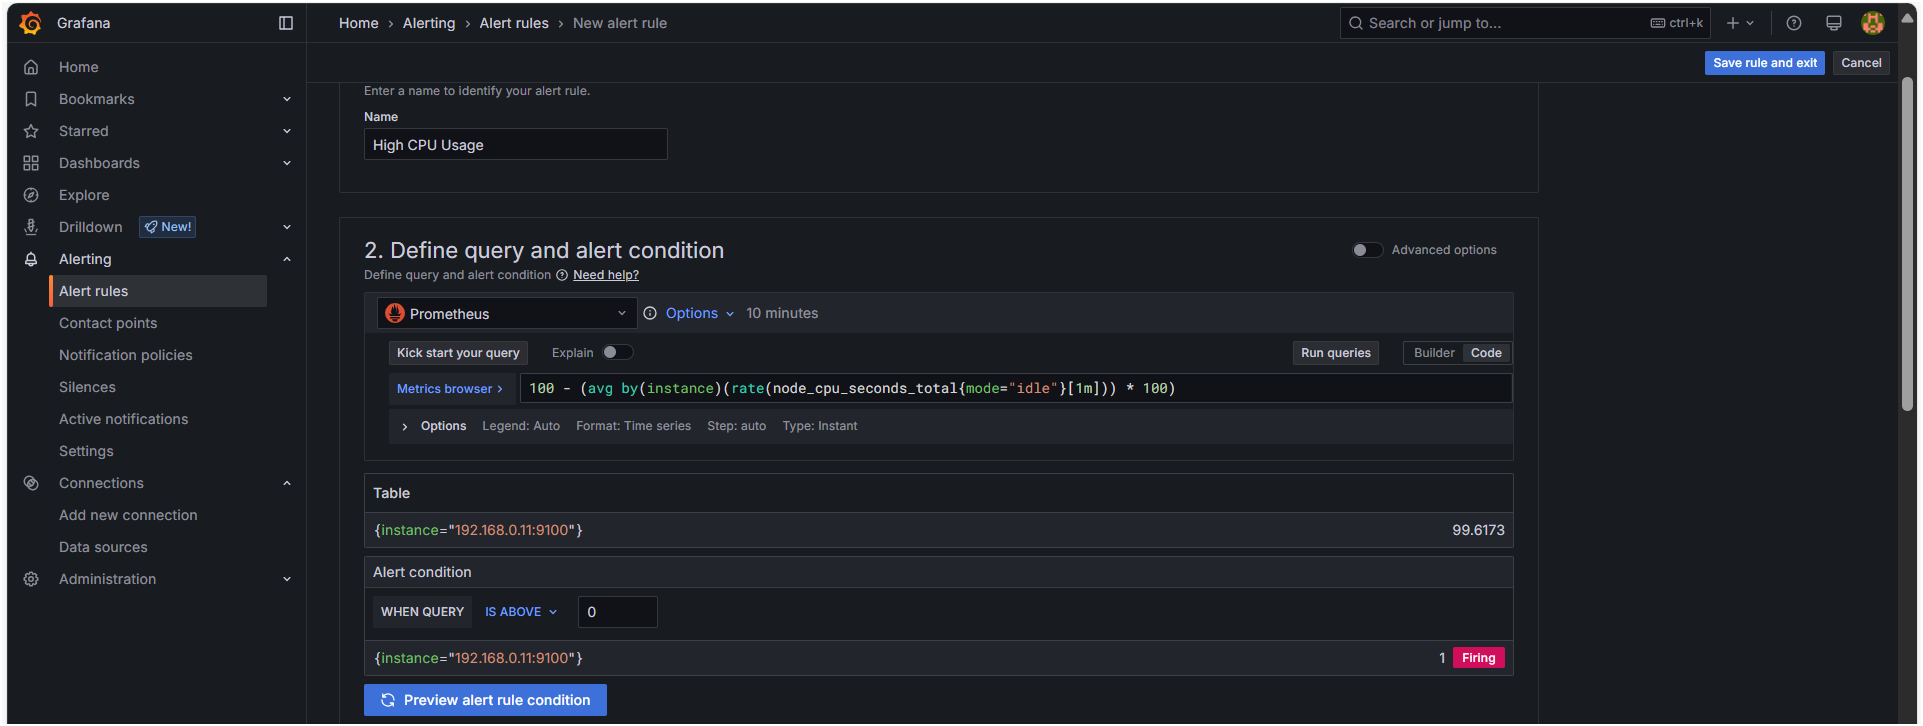 Grafana
Home › Alerting › Alert rules › New alert rule
Search or jump to...
ctrl+k
Save rule and exit
Cancel
Home
Bookmarks
Starred
Dashboards
Explore
Drilldown
New!
Alerting
Alert rules
Contact points
Notification policies
Silences
Active notifications
Settings
Connections
Add new connection
Data sources
Administration
Enter a name to identify your alert rule.
Name
High CPU Usage
2. Define query and alert condition
Advanced options
Define query and alert condition
Need help?
Prometheus
Options
10 minutes
Kick start your query
Explain
Run queries
Builder
Code
Metrics browser ›
100 - (avg by(instance)(rate(node_cpu_seconds_total{mode="idle"}[1m])) * 100)
Options
Legend: Auto
Format: Time series
Step: auto
Type: Instant
Table
{instance="192.168.0.11:9100"}
99.6173
Alert condition
WHEN QUERY
IS ABOVE
0
{instance="192.168.0.11:9100"}
1
Firing
Preview alert rule condition